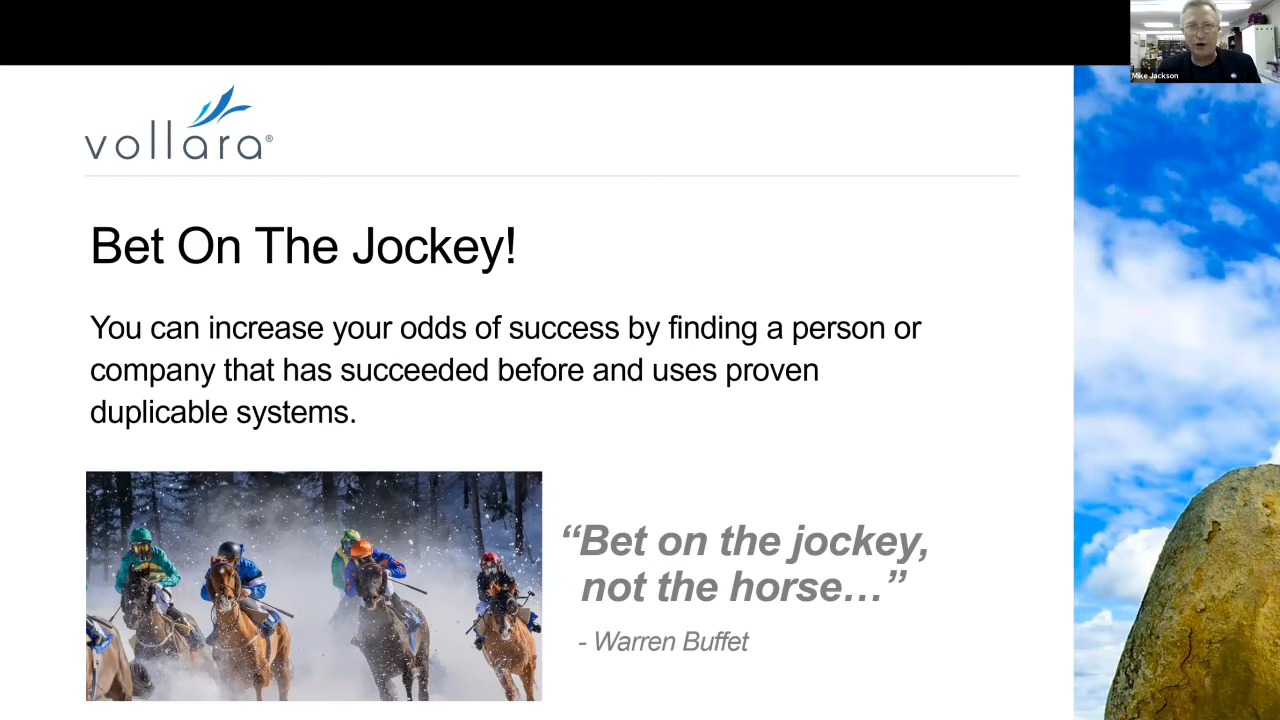 Mike Jackson
vollara®
Bet On The Jockey!
You can increase your odds of success by finding a person or
company that has succeeded before and uses proven
duplicable systems.
“Bet on the jockey,
not the horse…”
- Warren Buffet